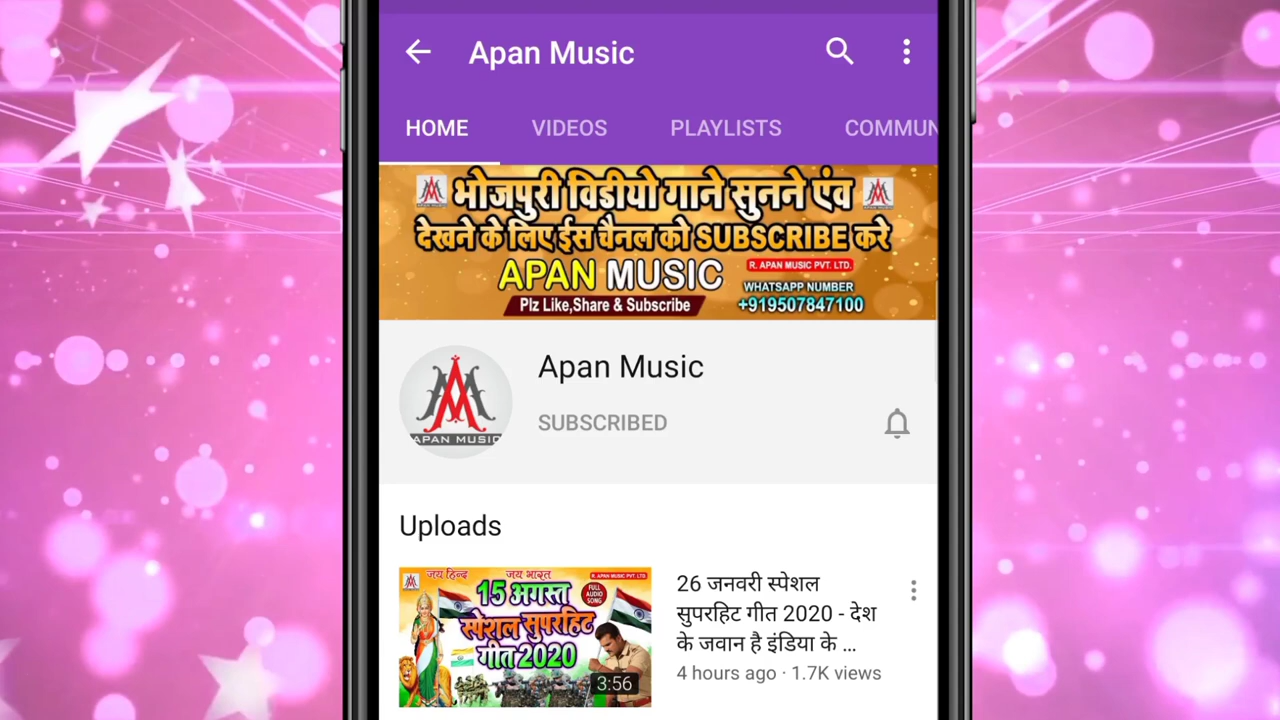 Apan Music
HOME VIDEOS PLAYLISTS COMMUN
भोजपुरी विडीयो गाने सुनने एंव
देखने के लिए ईस चैनल को SUBSCRIBE करे
APAN MUSIC
R. APAN MUSIC PVT. LTD.
Plz Like,Share & Subscribe
WHATSAPP NUMBER
+919507847100
Apan Music
APAN MUSIC
SUBSCRIBED
Uploads
जय हिन्द जय भारत
R. APAN MUSIC PVT. LTD
15 अगस्त
FULL
AUDIO
SONG
स्पेशल सुपरहिट
गीत 2020
3:56
26 जनवरी स्पेशल
सुपरहिट गीत 2020 - देश
के जवान है इंडिया के ...
4 hours ago · 1.7K views